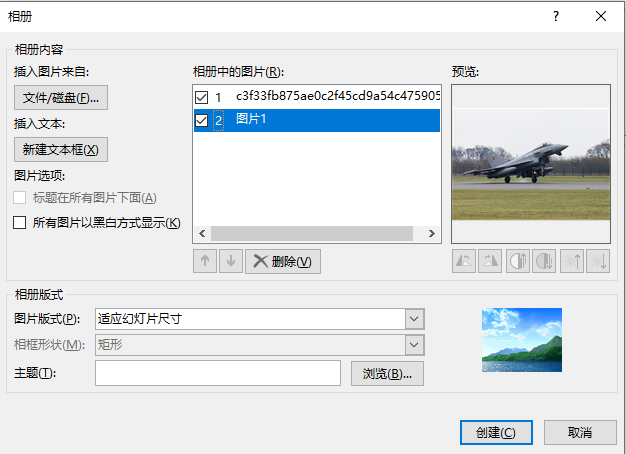 相册
相册内容
插入图片来自:
文件/磁盘(F)...
插入文本:
新建文本框(X)
图片选项:
标题在所有图片下面(A)
所有图片以黑白方式显示(K)
相册中的图片(R):
1 c3f33fb875ae0c2f45cd9a54c475905
2 图片1
删除(V)
预览:
相册版式
图片版式(P): 适应幻灯片尺寸
相框形状(M): 矩形
主题(T): 浏览(B)...
创建(C) 取消